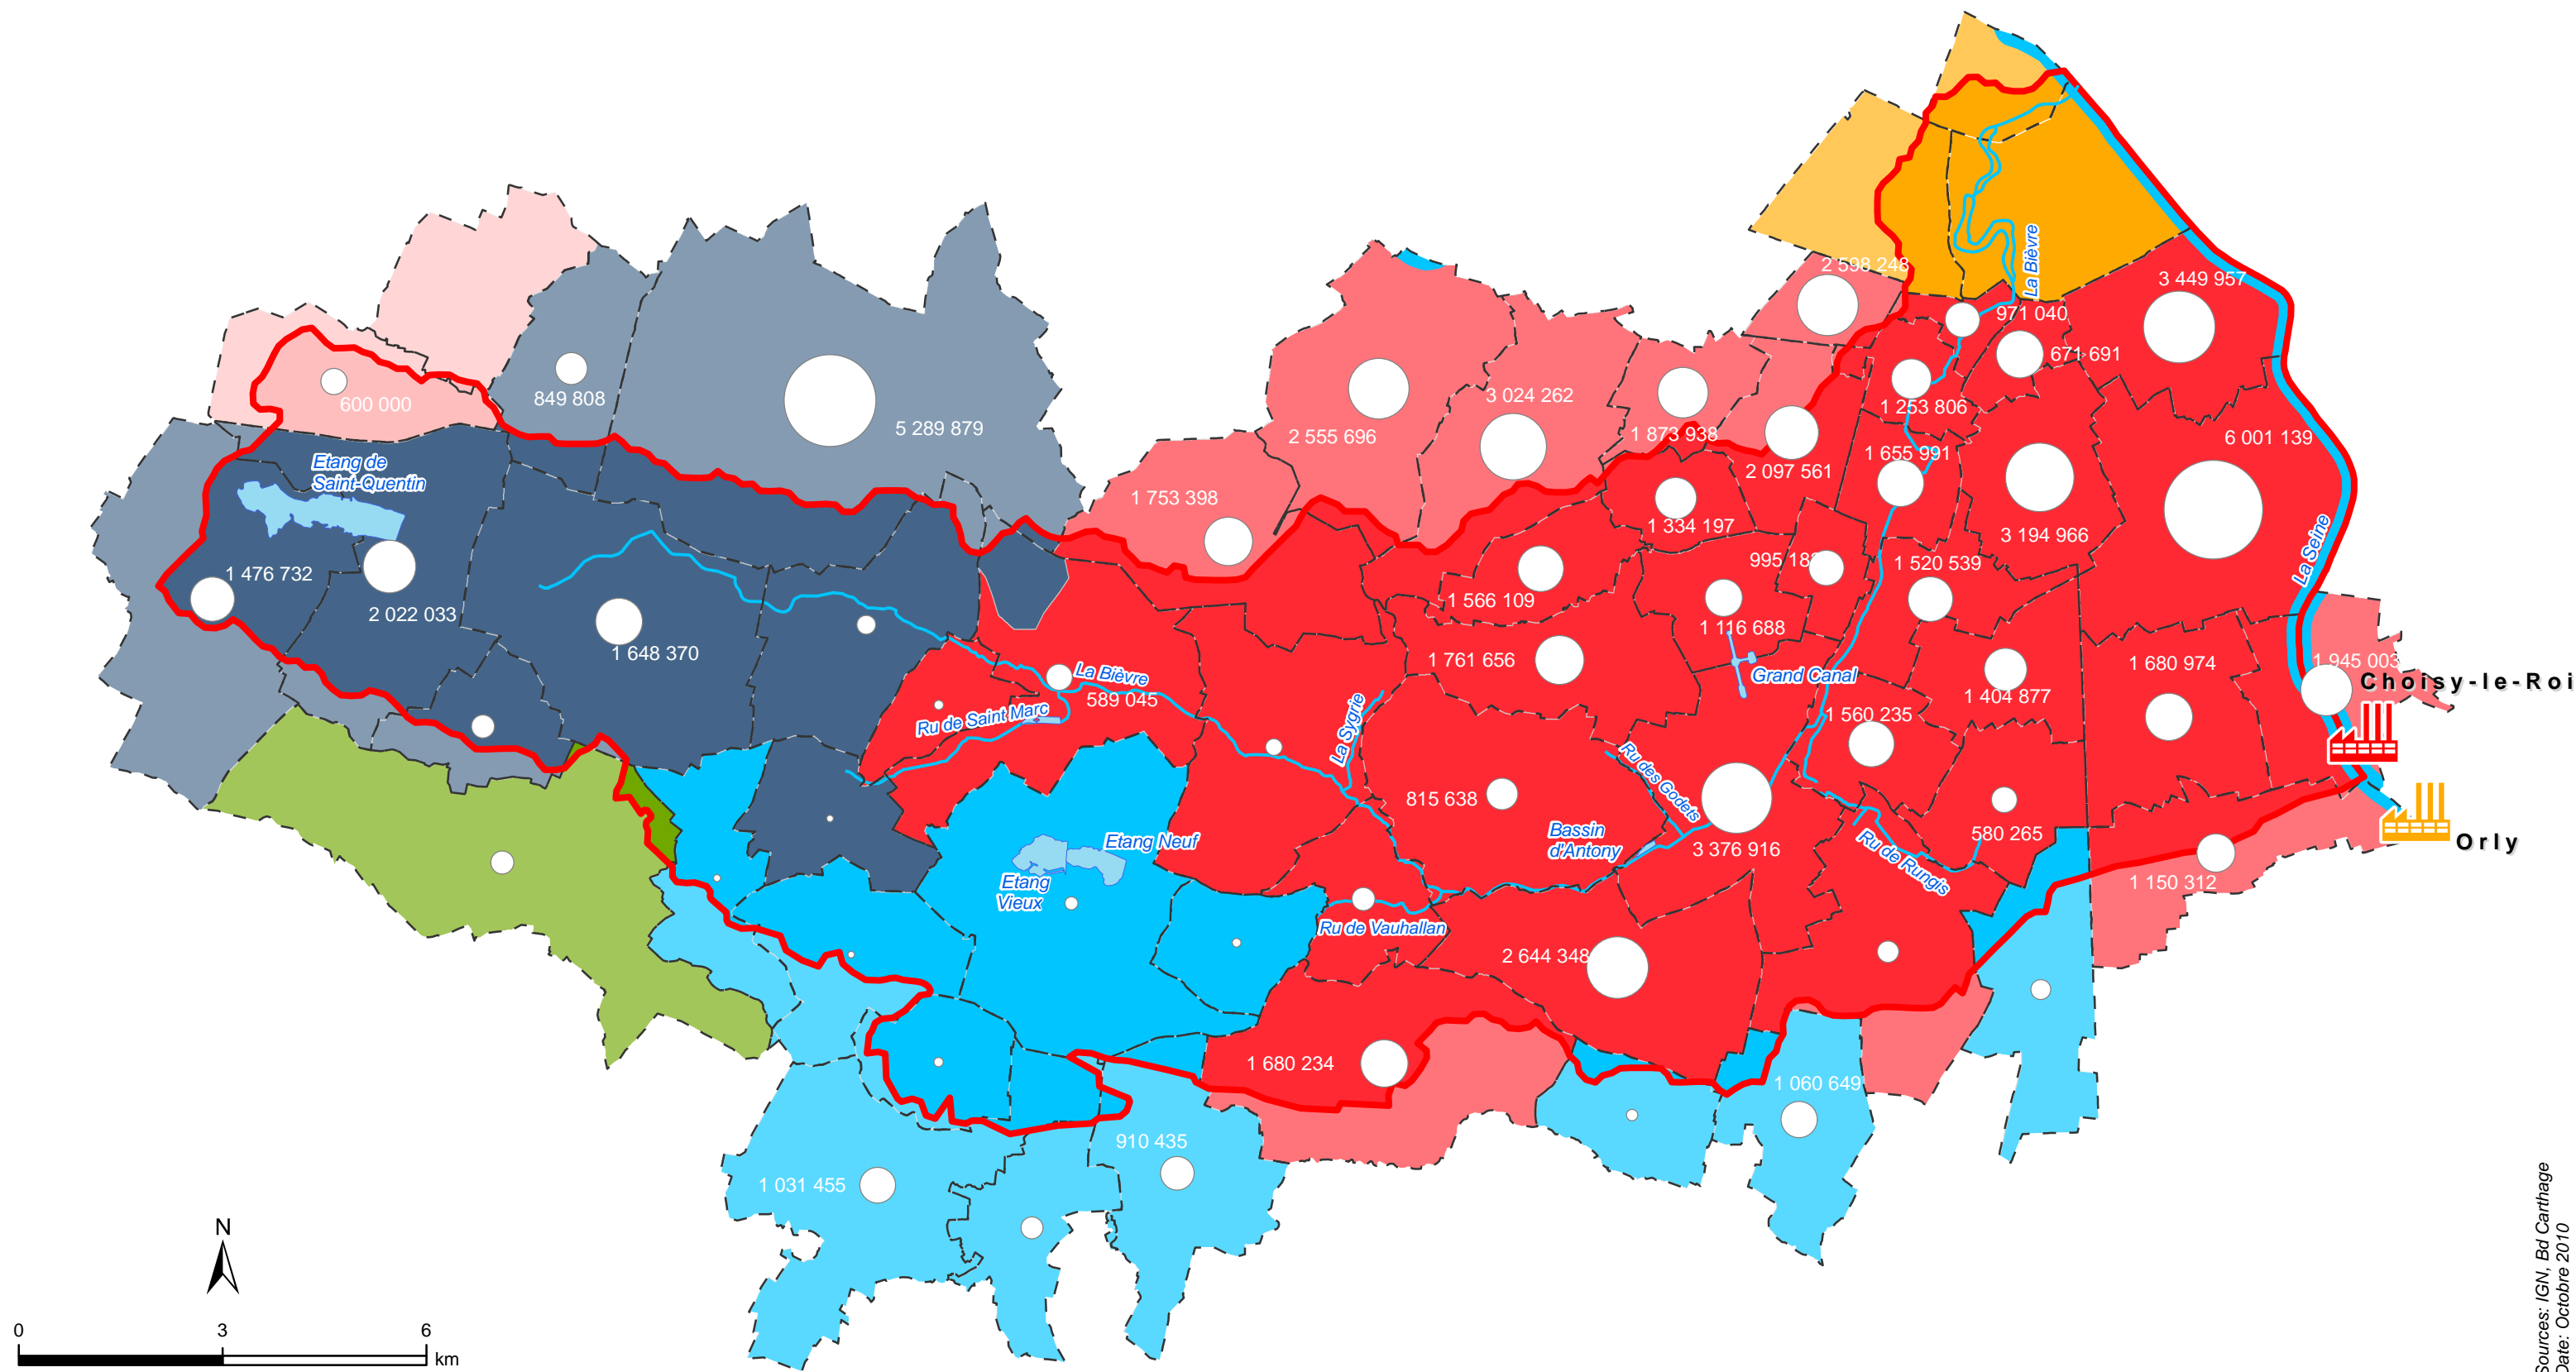 2 598 248
La Bièvre
3 449 957
971 040
671 691
600 000
849 808
5 289 879
2 555 696
3 024 262
1 873 938
1 253 806
6 001 139
Etang de
Saint-Quentin
1 753 398
2 097 561
1 655 991
1 334 197
3 194 966
La Seine
1 476 732
2 022 033
1 648 370
1 566 109
995 18
1 520 539
1 116 688
1 761 656
Grand Canal
1 680 974
1 945 003
Choisy-le-Roi
La Bièvre
589 045
Ru de Saint Marc
La Sygrie
1 404 877
1 560 235
Ru des Godets
815 638
Bassin
d'Antony
3 376 916
580 265
Orly
Etang Neuf
Etang
Vieux
Ru de Rungis
1 150 312
Ru de Vauhallan
2 644 348
1 680 234
1 060 649
910 435
1 031 455
N
0 3 6
km
Sources: IGN, Bd Carthage
Date: Octobre 2010